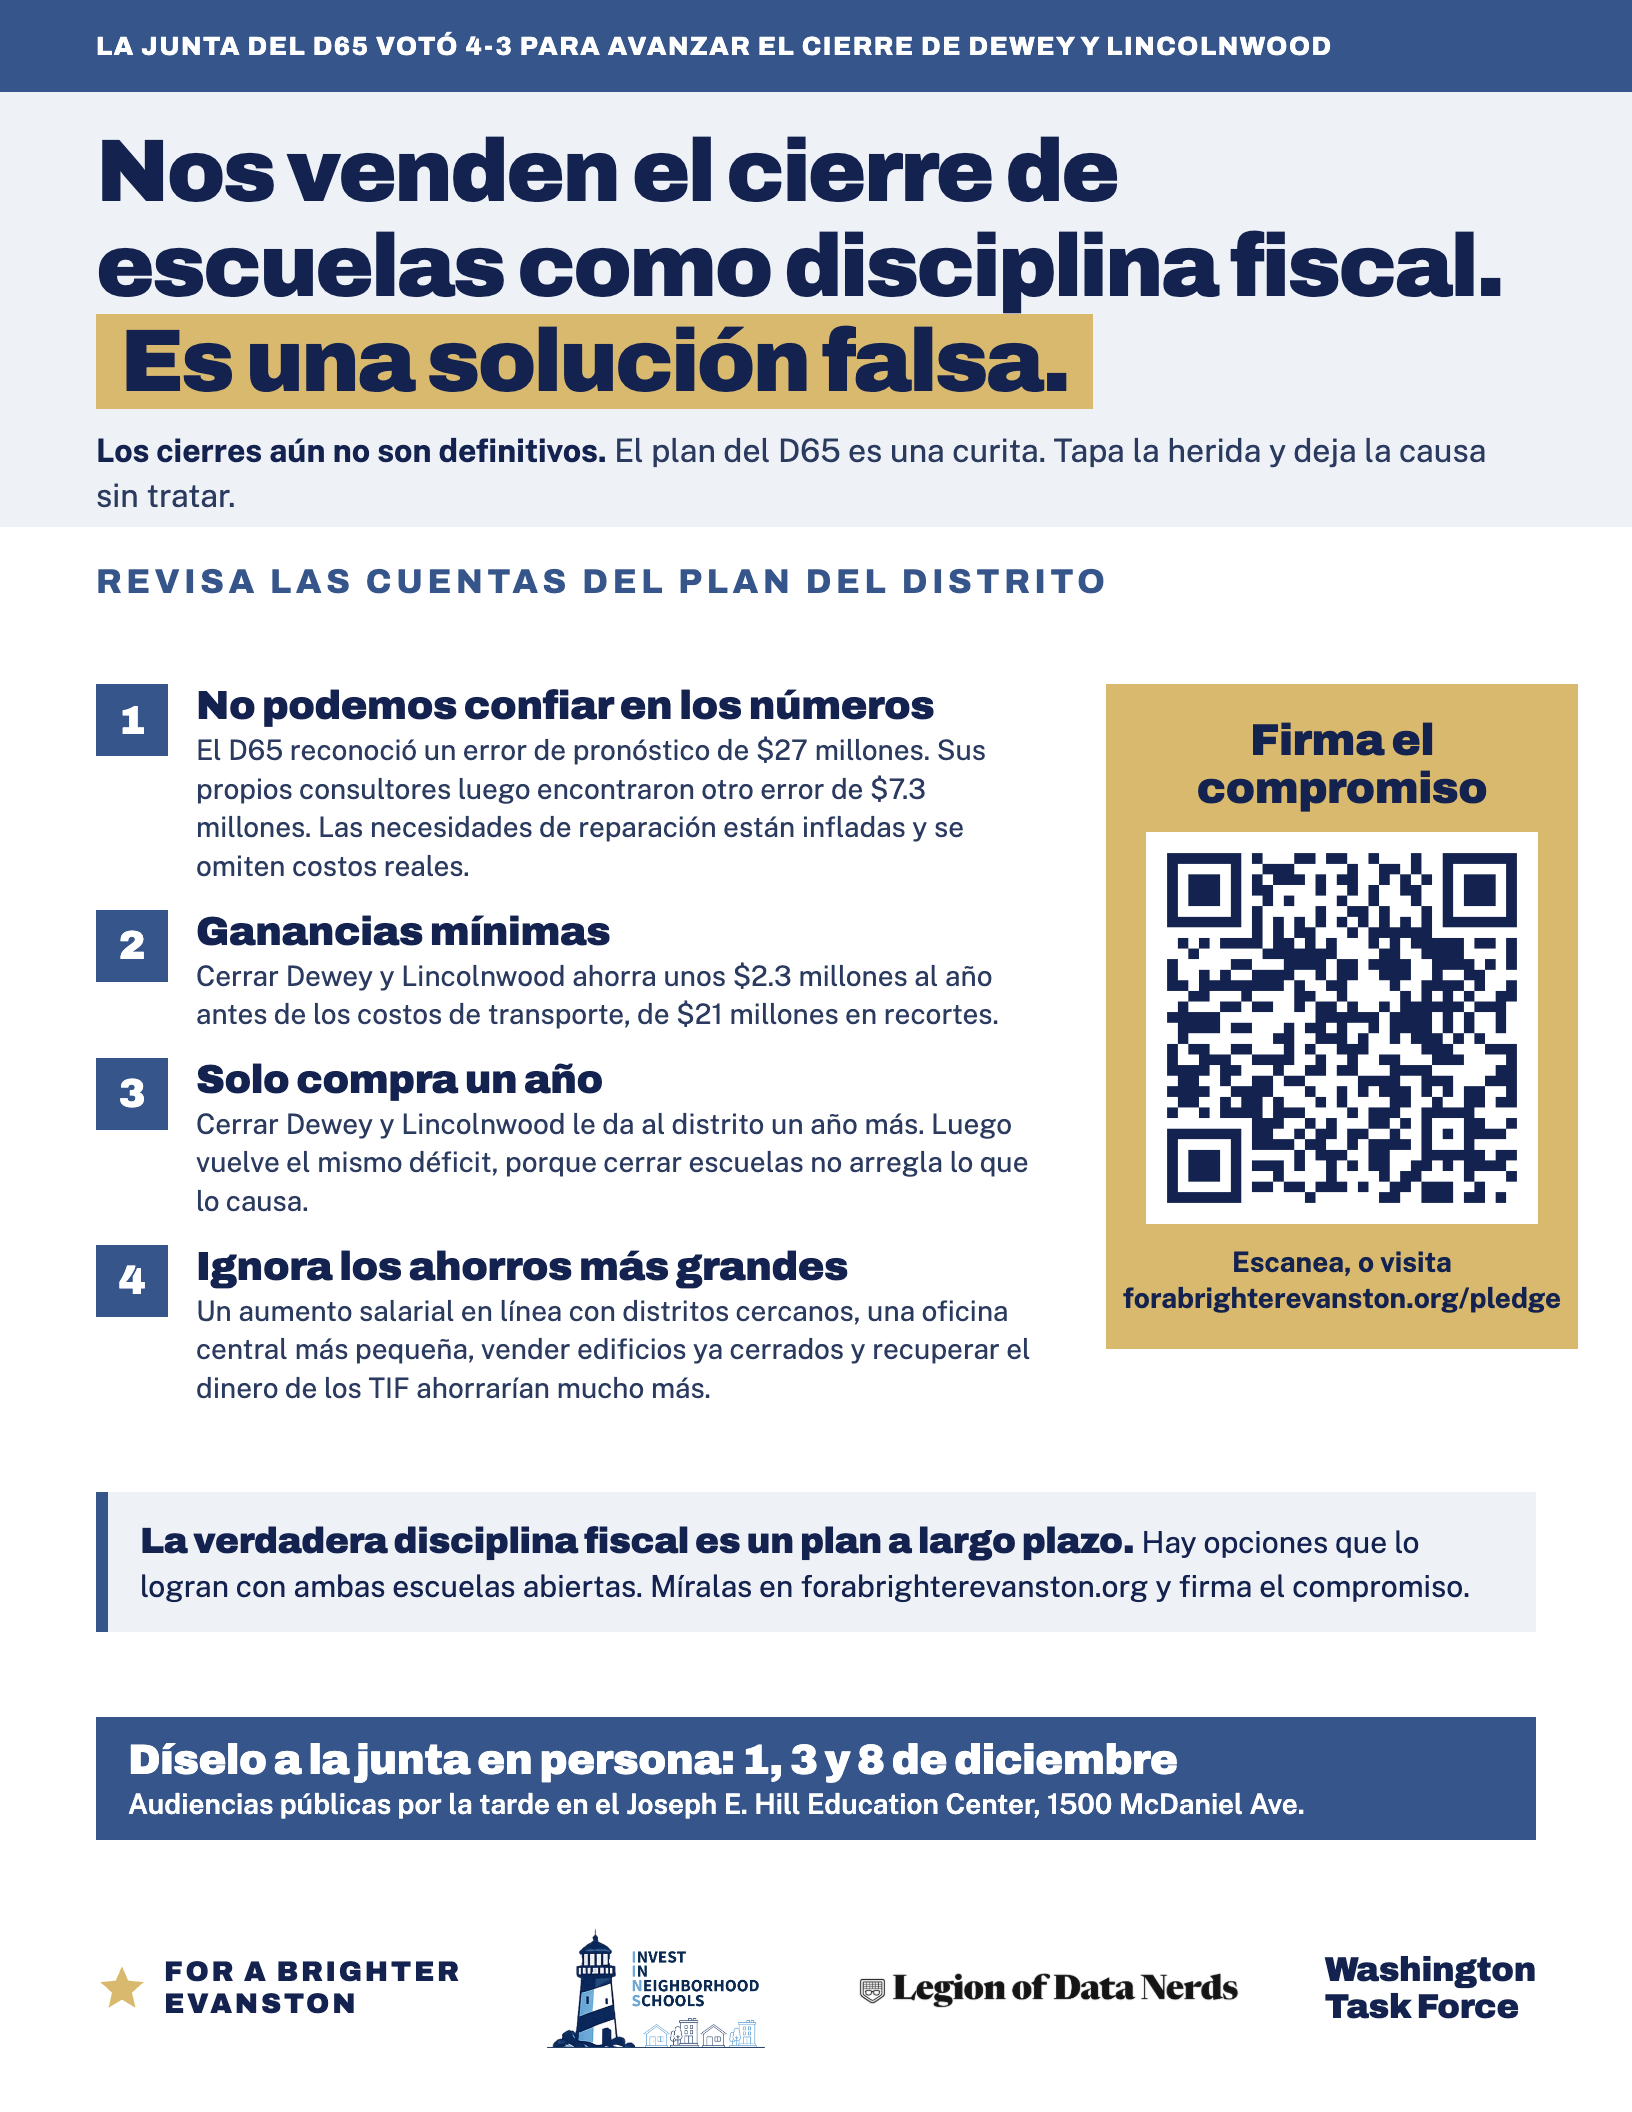 LA JUNTA DEL D65 VOTÓ 4-3 PARA AVANZAR EL CIERRE DE DEWEY Y LINCOLNWOOD
Nos venden el cierre de
escuelas como disciplina fiscal.
Es una solución falsa.
Los cierres aún no son definitivos. El plan del D65 es una curita. Tapa la herida y deja la causa
sin tratar.
REVISA LAS CUENTAS DEL PLAN DEL DISTRITO
1
No podemos confiar en los números
El D65 reconoció un error de pronóstico de $27 millones. Sus
propios consultores luego encontraron otro error de $7.3
millones. Las necesidades de reparación están infladas y se
omiten costos reales.
2
Ganancias mínimas
Cerrar Dewey y Lincolnwood ahorra unos $2.3 millones al año
antes de los costos de transporte, de $21 millones en recortes.
3
Solo compra un año
Cerrar Dewey y Lincolnwood le da al distrito un año más. Luego
vuelve el mismo déficit, porque cerrar escuelas no arregla lo que
lo causa.
4
Ignora los ahorros más grandes
Un aumento salarial en línea con distritos cercanos, una oficina
central más pequeña, vender edificios ya cerrados y recuperar el
dinero de los TIF ahorrarían mucho más.
Firma el
compromiso
Escanea, o visita
forabrighterevanston.org/pledge
La verdadera disciplina fiscal es un plan a largo plazo. Hay opciones que lo
logran con ambas escuelas abiertas. Míralas en forabrighterevanston.org y firma el compromiso.
Díselo a la junta en persona: 1, 3 y 8 de diciembre
Audiencias públicas por la tarde en el Joseph E. Hill Education Center, 1500 McDaniel Ave.
FOR A BRIGHTER
EVANSTON
INVEST
IN
NEIGHBORHOOD
SCHOOLS
Legion of Data Nerds
Washington
Task Force